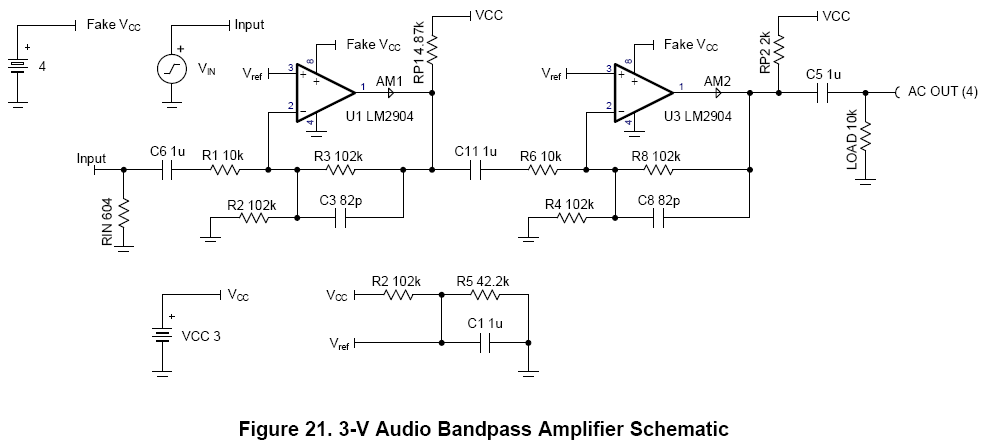 Fake VCC
+
4
Input
+
VIN
VCC
RP1 4.87k
Fake VCC
Vref
3
8
+
+
−
2
4
1
AM1
U1 LM2904
VCC
RP2 2k
Fake VCC
Vref
3
8
+
+
−
2
4
1
AM2
U3 LM2904
C5 1u
AC OUT (4)
LOAD 10k
Input
C6 1u
R1 10k
R3 102k
C11 1u
R6 10k
R8 102k
RIN 604
R2 102k
C3 82p
R4 102k
C8 82p
VCC
+
VCC 3
R2 102k
R5 42.2k
VCC
C1 1u
Vref
Figure 21. 3-V Audio Bandpass Amplifier Schematic